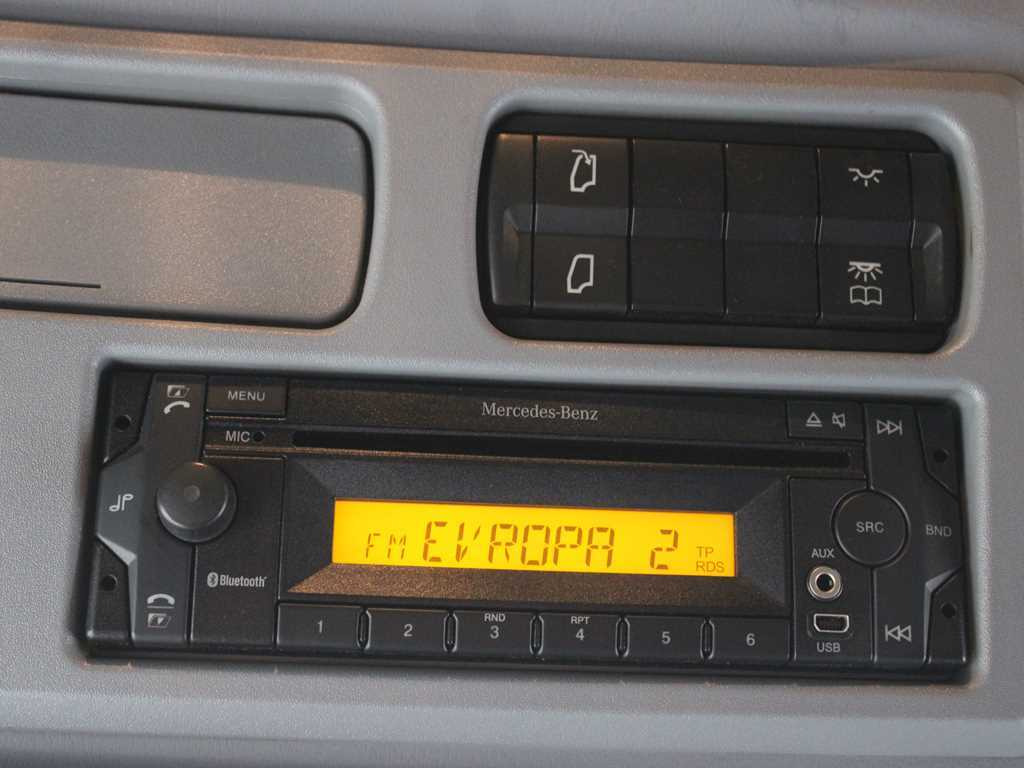 MENU
Mercedes-Benz
MIC
FM EVROPA 2 TP
RDS
SRC
BND
AUX
Bluetooth
USB
1
2
RND
3
RPT
4
5
6